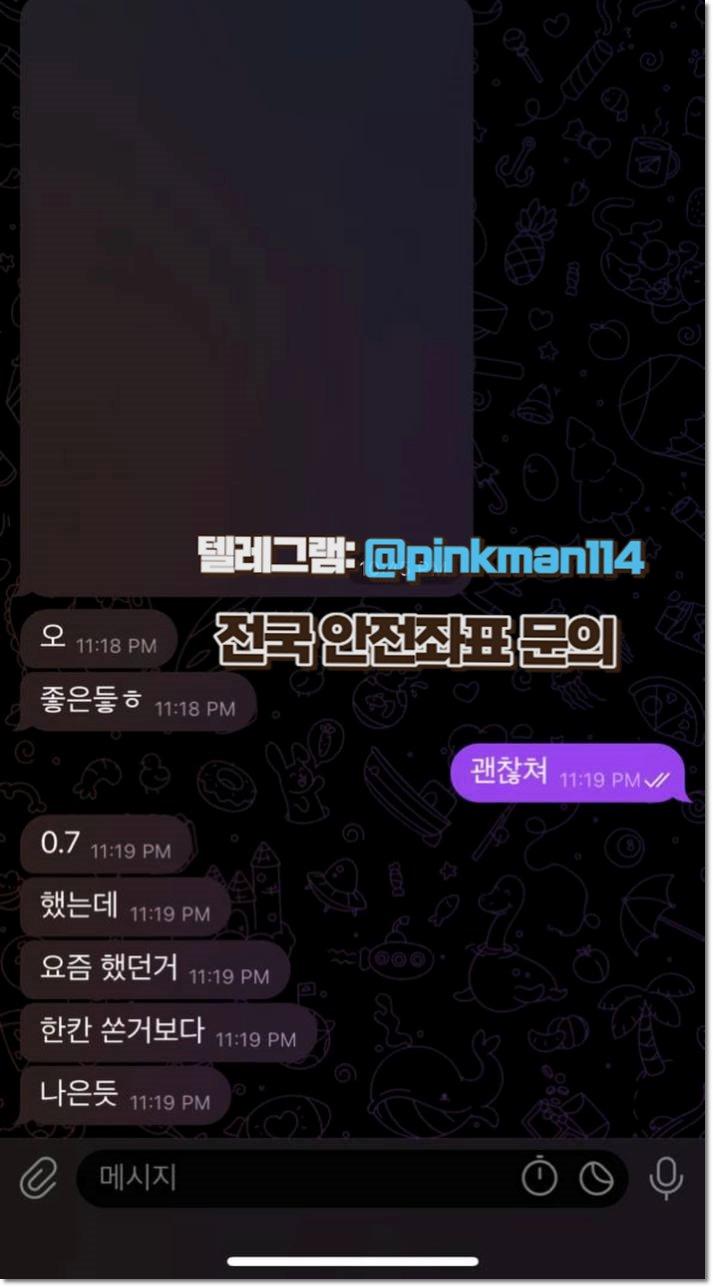 텔레그램: @pinkman114
오 11:18 PM
전국 안전좌표 문의
좋은듷ㅎ 11:18 PM
괜찮쳐 11:19 PM
0.7 11:19 PM
했는데 11:19 PM
요즘 했던거 11:19 PM
한칸 쏜거보다 11:19 PM
나은듯 11:19 PM
메시지